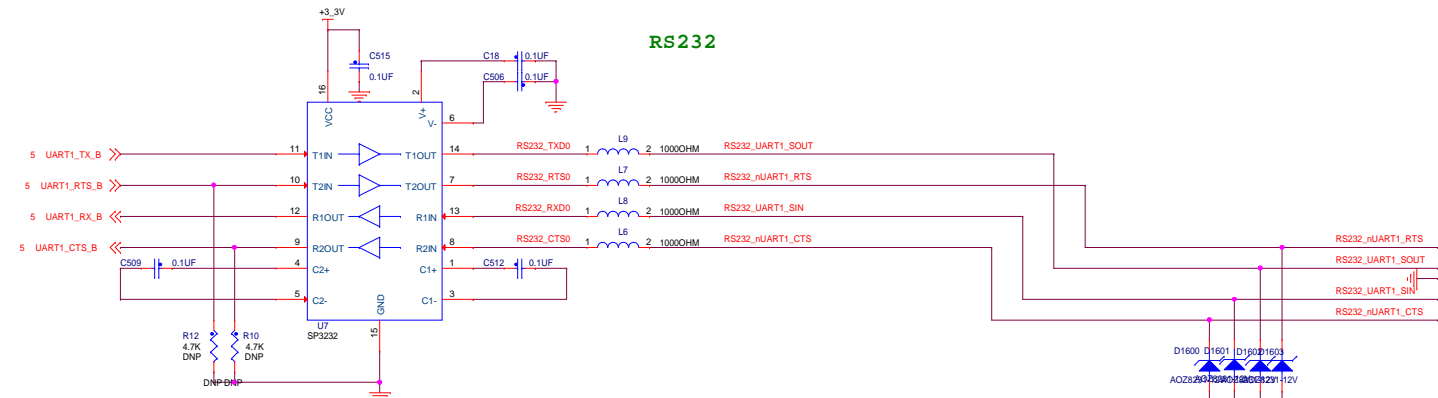 +3_3V
RS232
C515
0.1UF
C18 0.1UF
C506 0.1UF
16
2
VCC
V+
V-
6
5 UART1_TX_B
11
T1IN
T1OUT
14
RS232_TXD0
1
L9
2
1000OHM
RS232_UART1_SOUT
5 UART1_RTS_B
10
T2IN
T2OUT
7
RS232_RTS0
1
L7
2
1000OHM
RS232_nUART1_RTS
5 UART1_RX_B
12
R1OUT
R1IN
13
RS232_RXD0
1
L8
2
1000OHM
RS232_UART1_SIN
5 UART1_CTS_B
9
R2OUT
R2IN
8
RS232_CTS0
1
L6
2
1000OHM
RS232_nUART1_CTS
RS232_nUART1_RTS
RS232_UART1_SOUT
RS232_UART1_SIN
RS232_nUART1_CTS
C509 0.1UF
4
C2+
C1+
1
C512 0.1UF
5
C2-
C1-
3
GND
15
U7
SP3232
R12
4.7K
DNP
R10
4.7K
DNP
DNP DNP
D1600 D1601 D1602 D1603